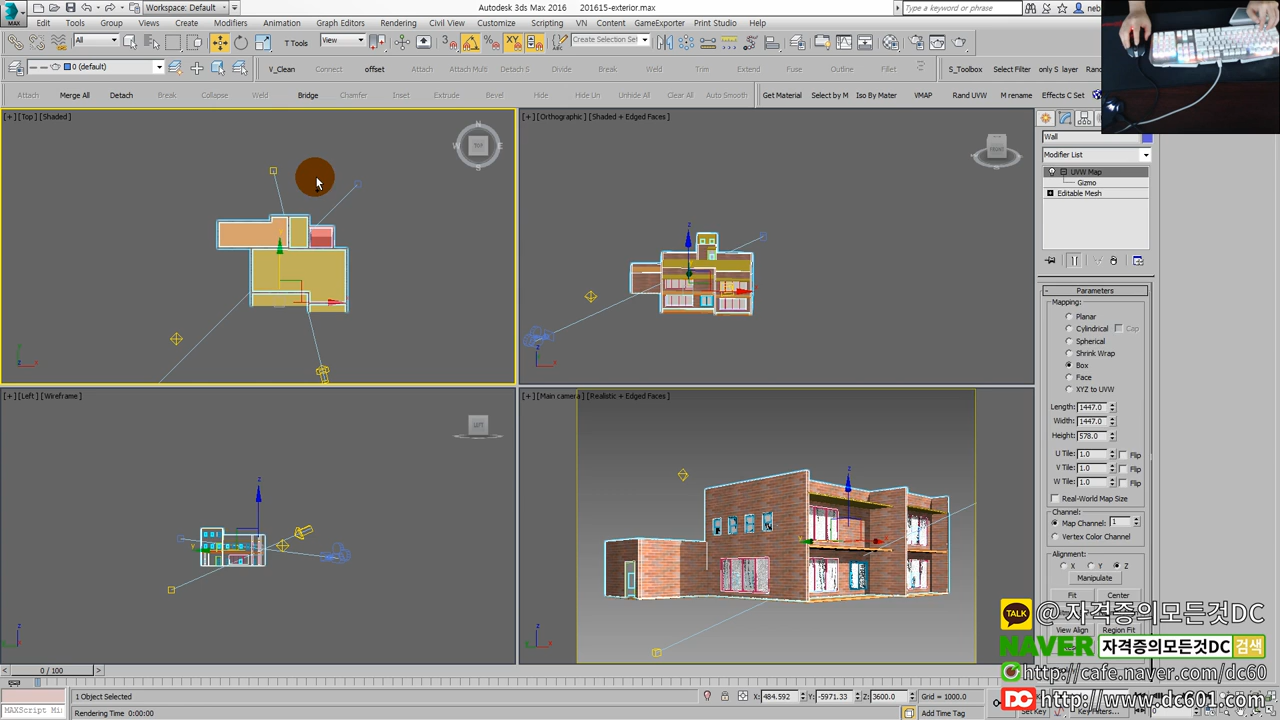 Workspace: Default
Autodesk 3ds Max 2016    201615-exterior.max
Type a keyword or phrase
neb
MAX
Edit Tools Group Views Create Modifiers Animation Graph Editors Rendering Civil View Customize Scripting VN Content GameExporter Print Studio Help
All
T Tools
View
Create Selection Set
0 (default)
V_Clean Connect offset Attach Attach Multi Detach S Divide Break Weld Trim Extend Fuse Outline Fillet
S_Toolbox Select Filter only S_layer
Attach Merge All Detach Break Collapse Weld Bridge Chamfer Inset Extrude Bevel Hide Hide Un Unhide All Clear All Auto Smooth
Get Material Select by M Iso By Mater VMAP Rand UVW M rename Effects C Set
[+] [Top] [Shaded]
TOP
[+] [Orthographic] [Shaded + Edged Faces]
FRONT
Wall
Modifier List
UVW Map
Gizmo
Editable Mesh
Parameters
Mapping:
Planar
Cylindrical Cap
Spherical
Shrink Wrap
Box
Face
XYZ to UVW
Length: 1447.0
Width: 1447.0
Height: 578.0
U Tile: 1.0 Flip
V Tile: 1.0 Flip
W Tile: 1.0 Flip
Real-World Map Size
Channel:
Map Channel: 1
Vertex Color Channel
Alignment:
X Y Z
Manipulate
Fit Center
View Align Region Fit
[+] [Left] [Wireframe]
LEFT
[+] [Main camera] [Realistic + Edged Faces]
TALK @ 자격증의모든것DC
NAVER 자격증의모든것DC 검색
http://cafe.naver.com/dc60
DC http://www.dc601.com
0 / 100
1 Object Selected
X: 484.592 Y: -5971.33 Z: 3600.0 Grid = 1000.0
MAXScript Mi
Rendering Time 0:00:00
Add Time Tag
Set Key